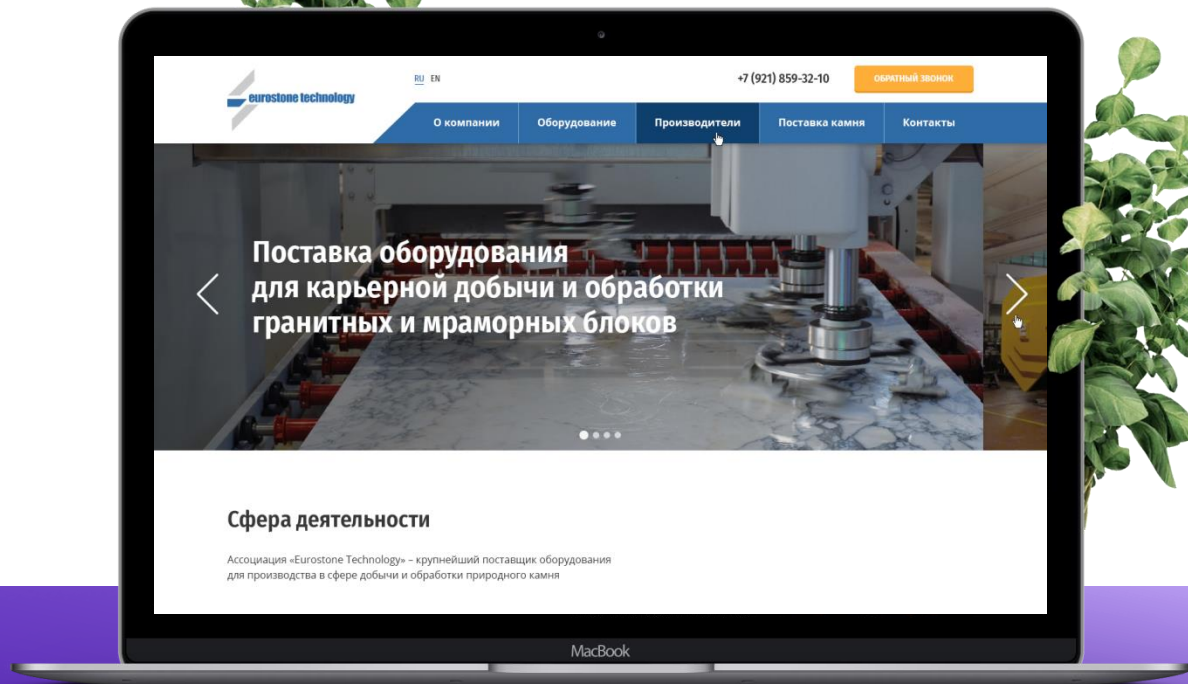 eurostone technology
RU EN
+7 (921) 859-32-10
ОБРАТНЫЙ ЗВОНОК
О компании
Оборудование
Производители
Поставка камня
Контакты
Поставка оборудования
для карьерной добычи и обработки
гранитных и мраморных блоков
Сфера деятельности
Ассоциация «Eurostone Technology» – крупнейший поставщик оборудования
для производства в сфере добычи и обработки природного камня
MacBook